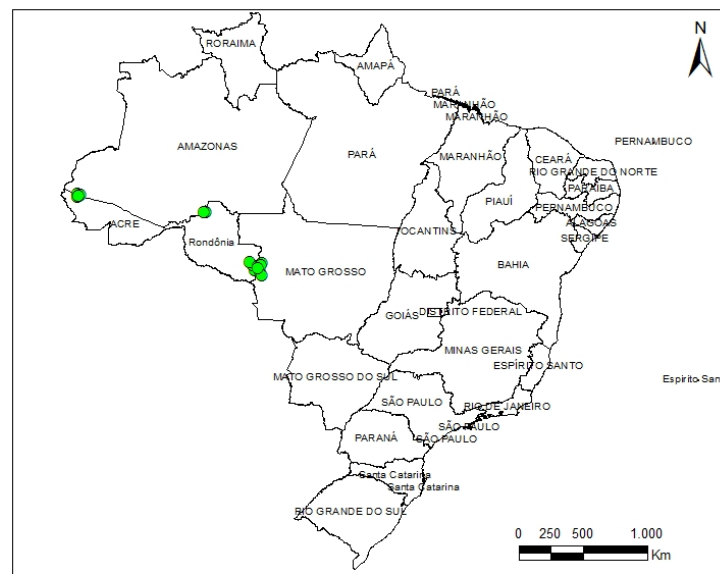 RORAIMA
AMAPÁ
N
PARÁ
MARANHÃO
MARANHÃO
PERNAMBUCO
AMAZONAS
PARÁ
MARANHÃO
CEARÁ
RIO GRANDE DO NORTE
PARAÍBA
PIAUÍ
PERNAMBUCO
ACRE
ALAGOAS
TOCANTINS
SERGIPE
Rondônia
BAHIA
MATO GROSSO
GOIÁS
DISTRITO FEDERAL
MINAS GERAIS
ESPÍRITO SANTO
MATO GROSSO DO SUL
Espirito San
SÃO PAULO
RIO DE JANEIRO
SÃO PAULO
PARANÁ
SÃO PAULO
Santa Catarina
Santa Catarina
RIO GRANDE DO SUL
0 250 500 1.000
Km